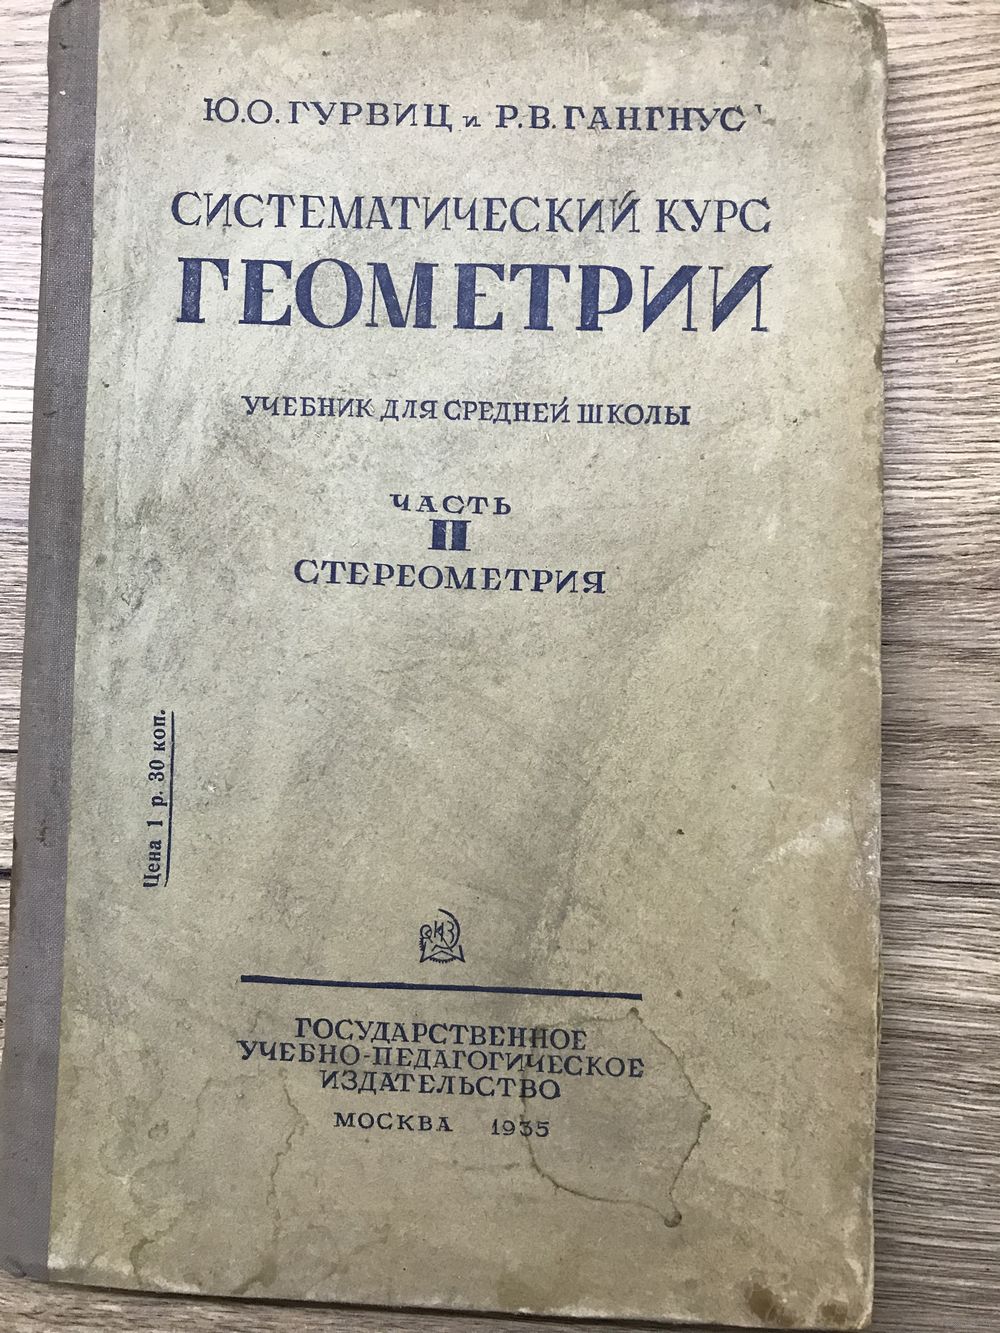 Ю.О. ГУРВИЦ и Р.В. ГАНГНУС
СИСТЕМАТИЧЕСКИЙ КУРС
ГЕОМЕТРИИ
УЧЕБНИК ДЛЯ СРЕДНЕЙ ШКОЛЫ
ЧАСТЬ
II
СТЕРЕОМЕТРИЯ
Цена 1 р. 30 коп.
ГОСУДАРСТВЕННОЕ
УЧЕБНО-ПЕДАГОГИЧЕСКОЕ
ИЗДАТЕЛЬСТВО
МОСКВА 1935